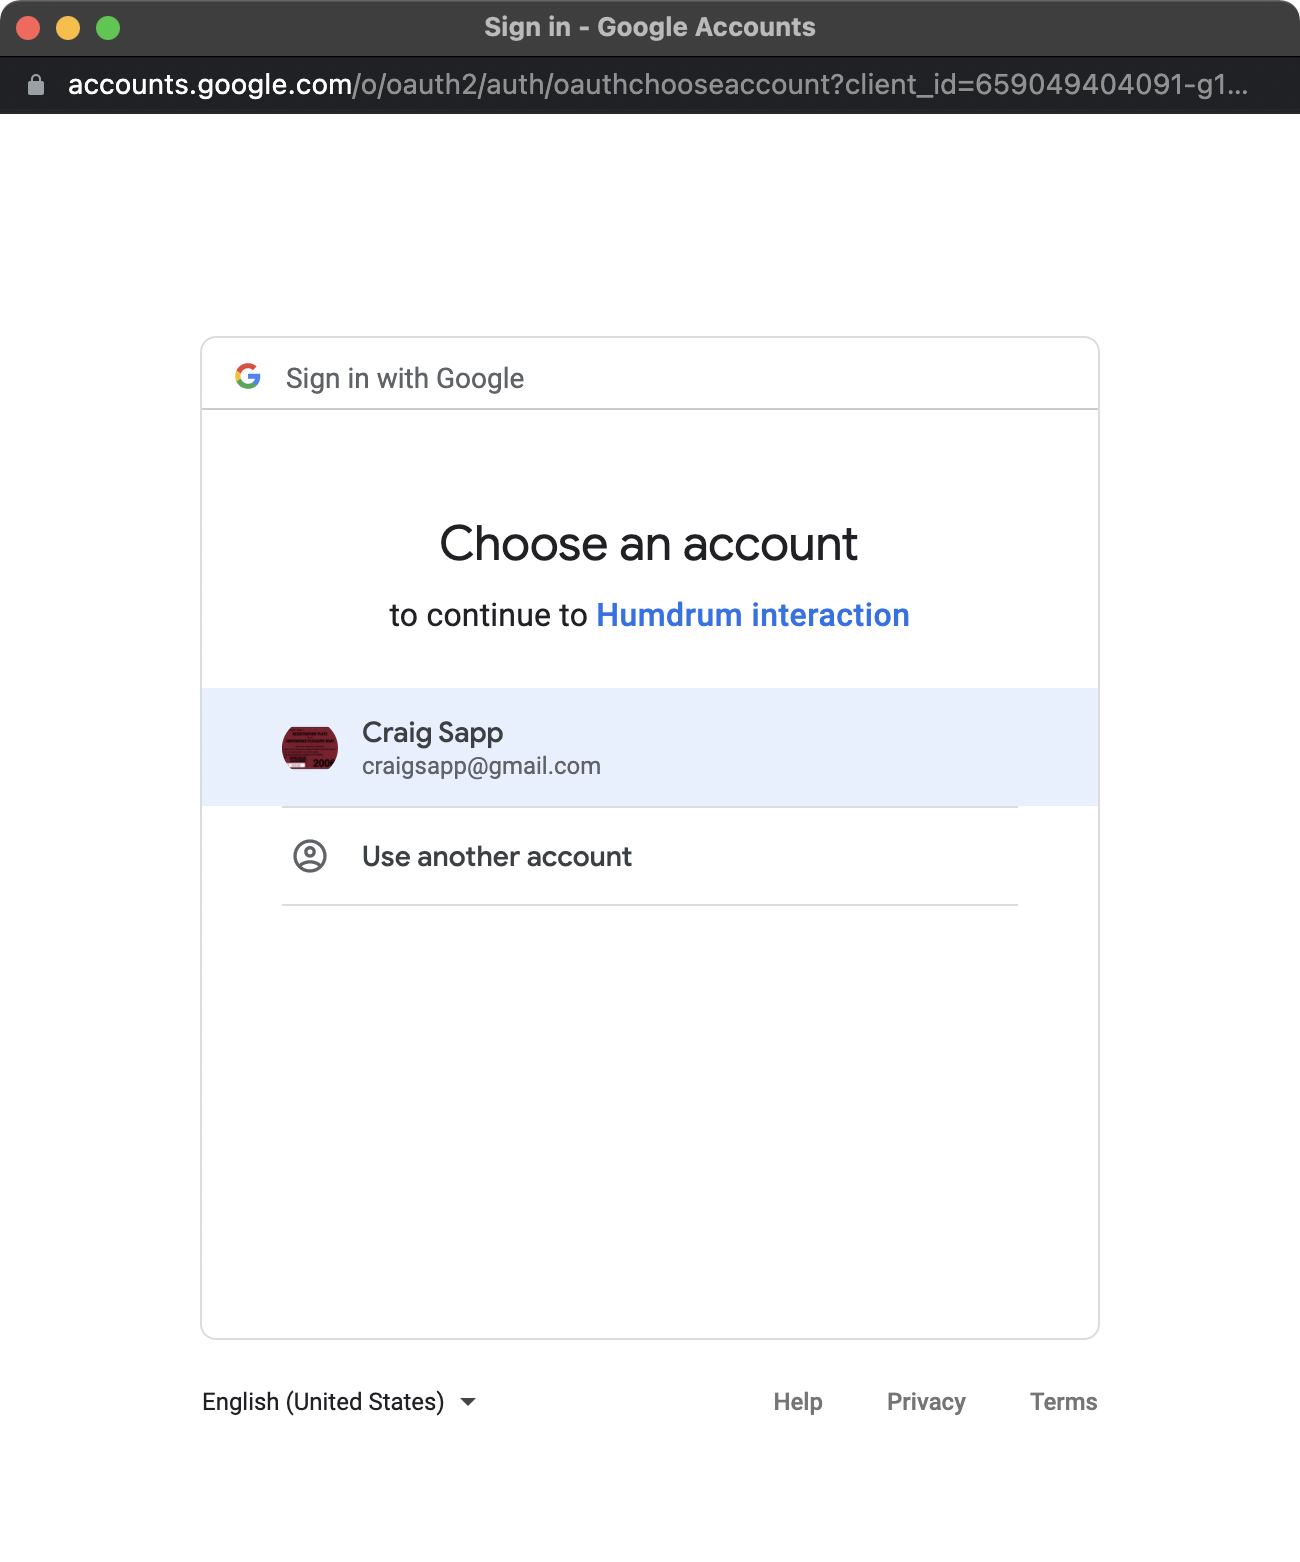 Sign in - Google Accounts
accounts.google.com/o/oauth2/auth/oauthchooseaccount?client_id=659049404091-g1...
Sign in with Google
Choose an account
to continue to Humdrum interaction
Craig Sapp
craigsapp@gmail.com
Use another account
English (United States)
Help Privacy Terms